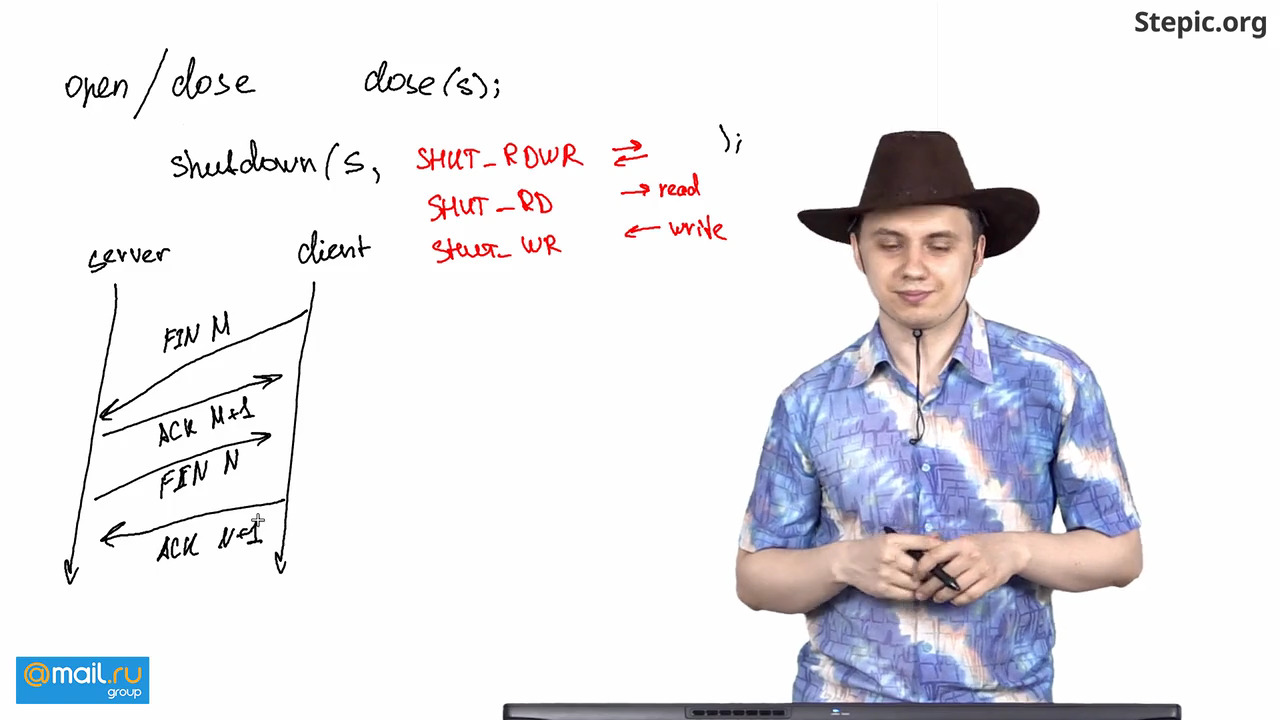 Stepic.org
open/close close(s);
shutdown(s, SHUT_RDWR );
SHUT_RD → read
SHUT_WR ← write
server client
FIN M
ACK M+1
FIN N
ACK N+1
@mail.ru
group